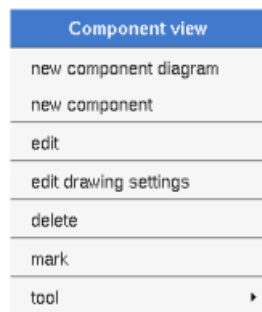 Component view
new component diagram
new component
edit
edit drawing settings
delete
mark
tool